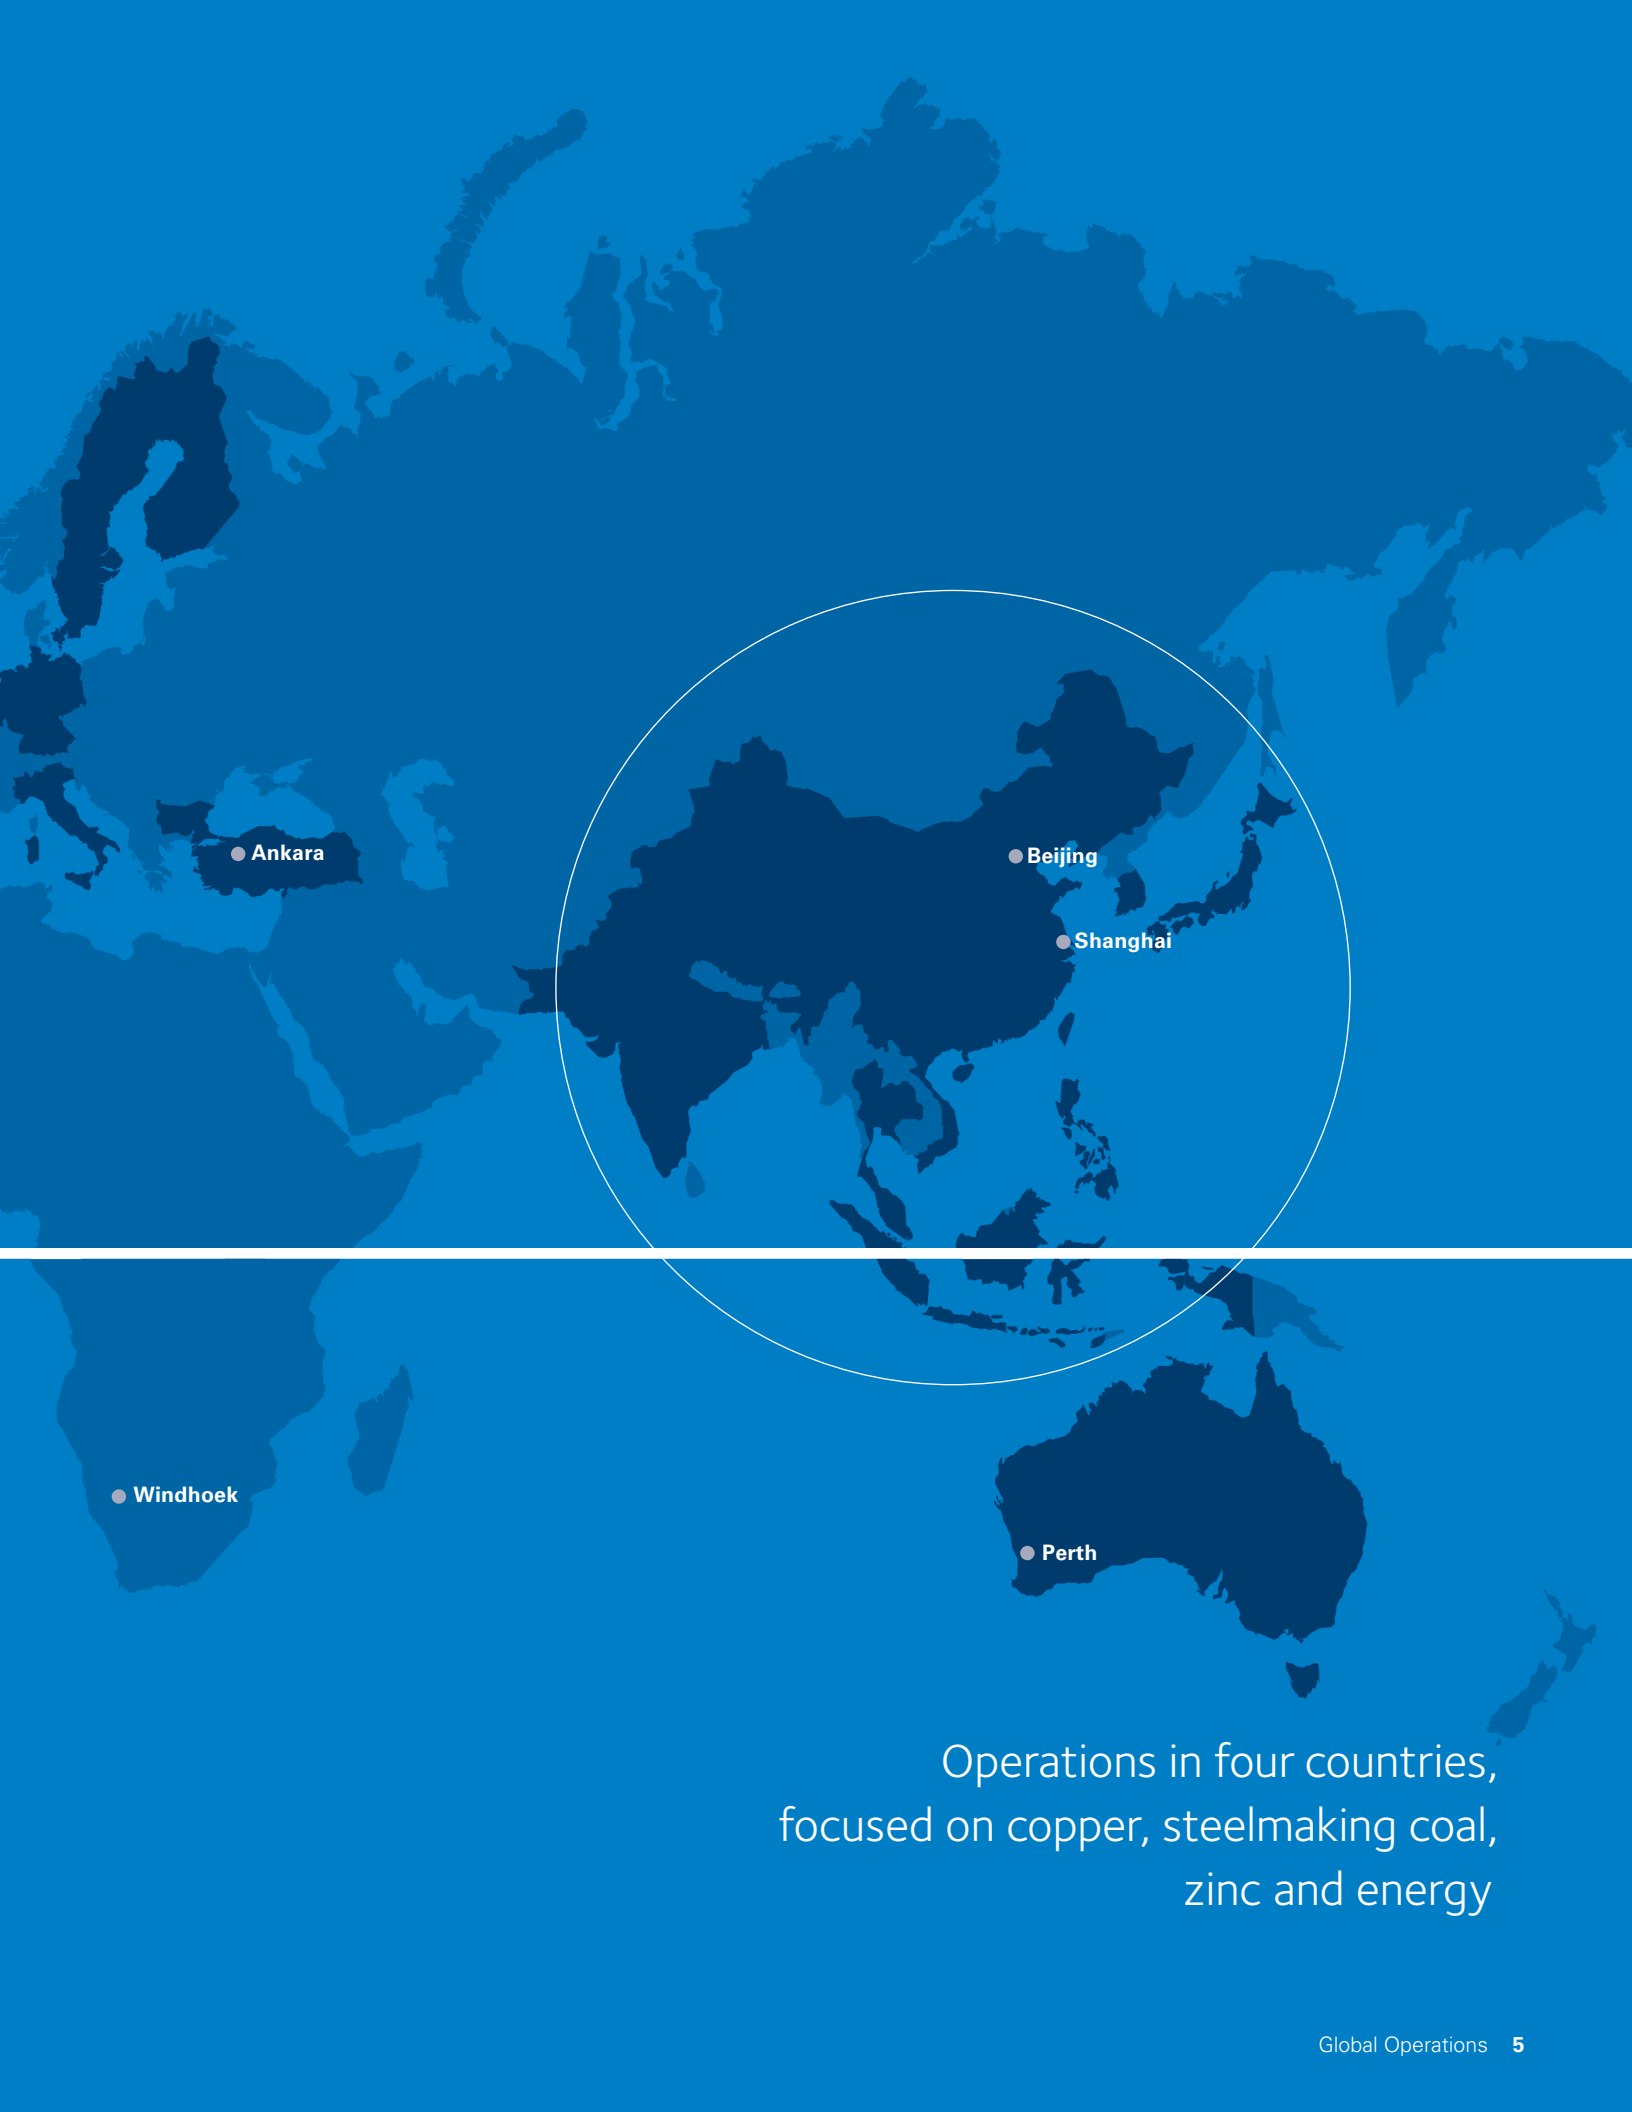 Ankara
Beijing
Shanghai
Windhoek
Perth
Operations in four countries,
focused on copper, steelmaking coal,
zinc and energy
Global Operations 5